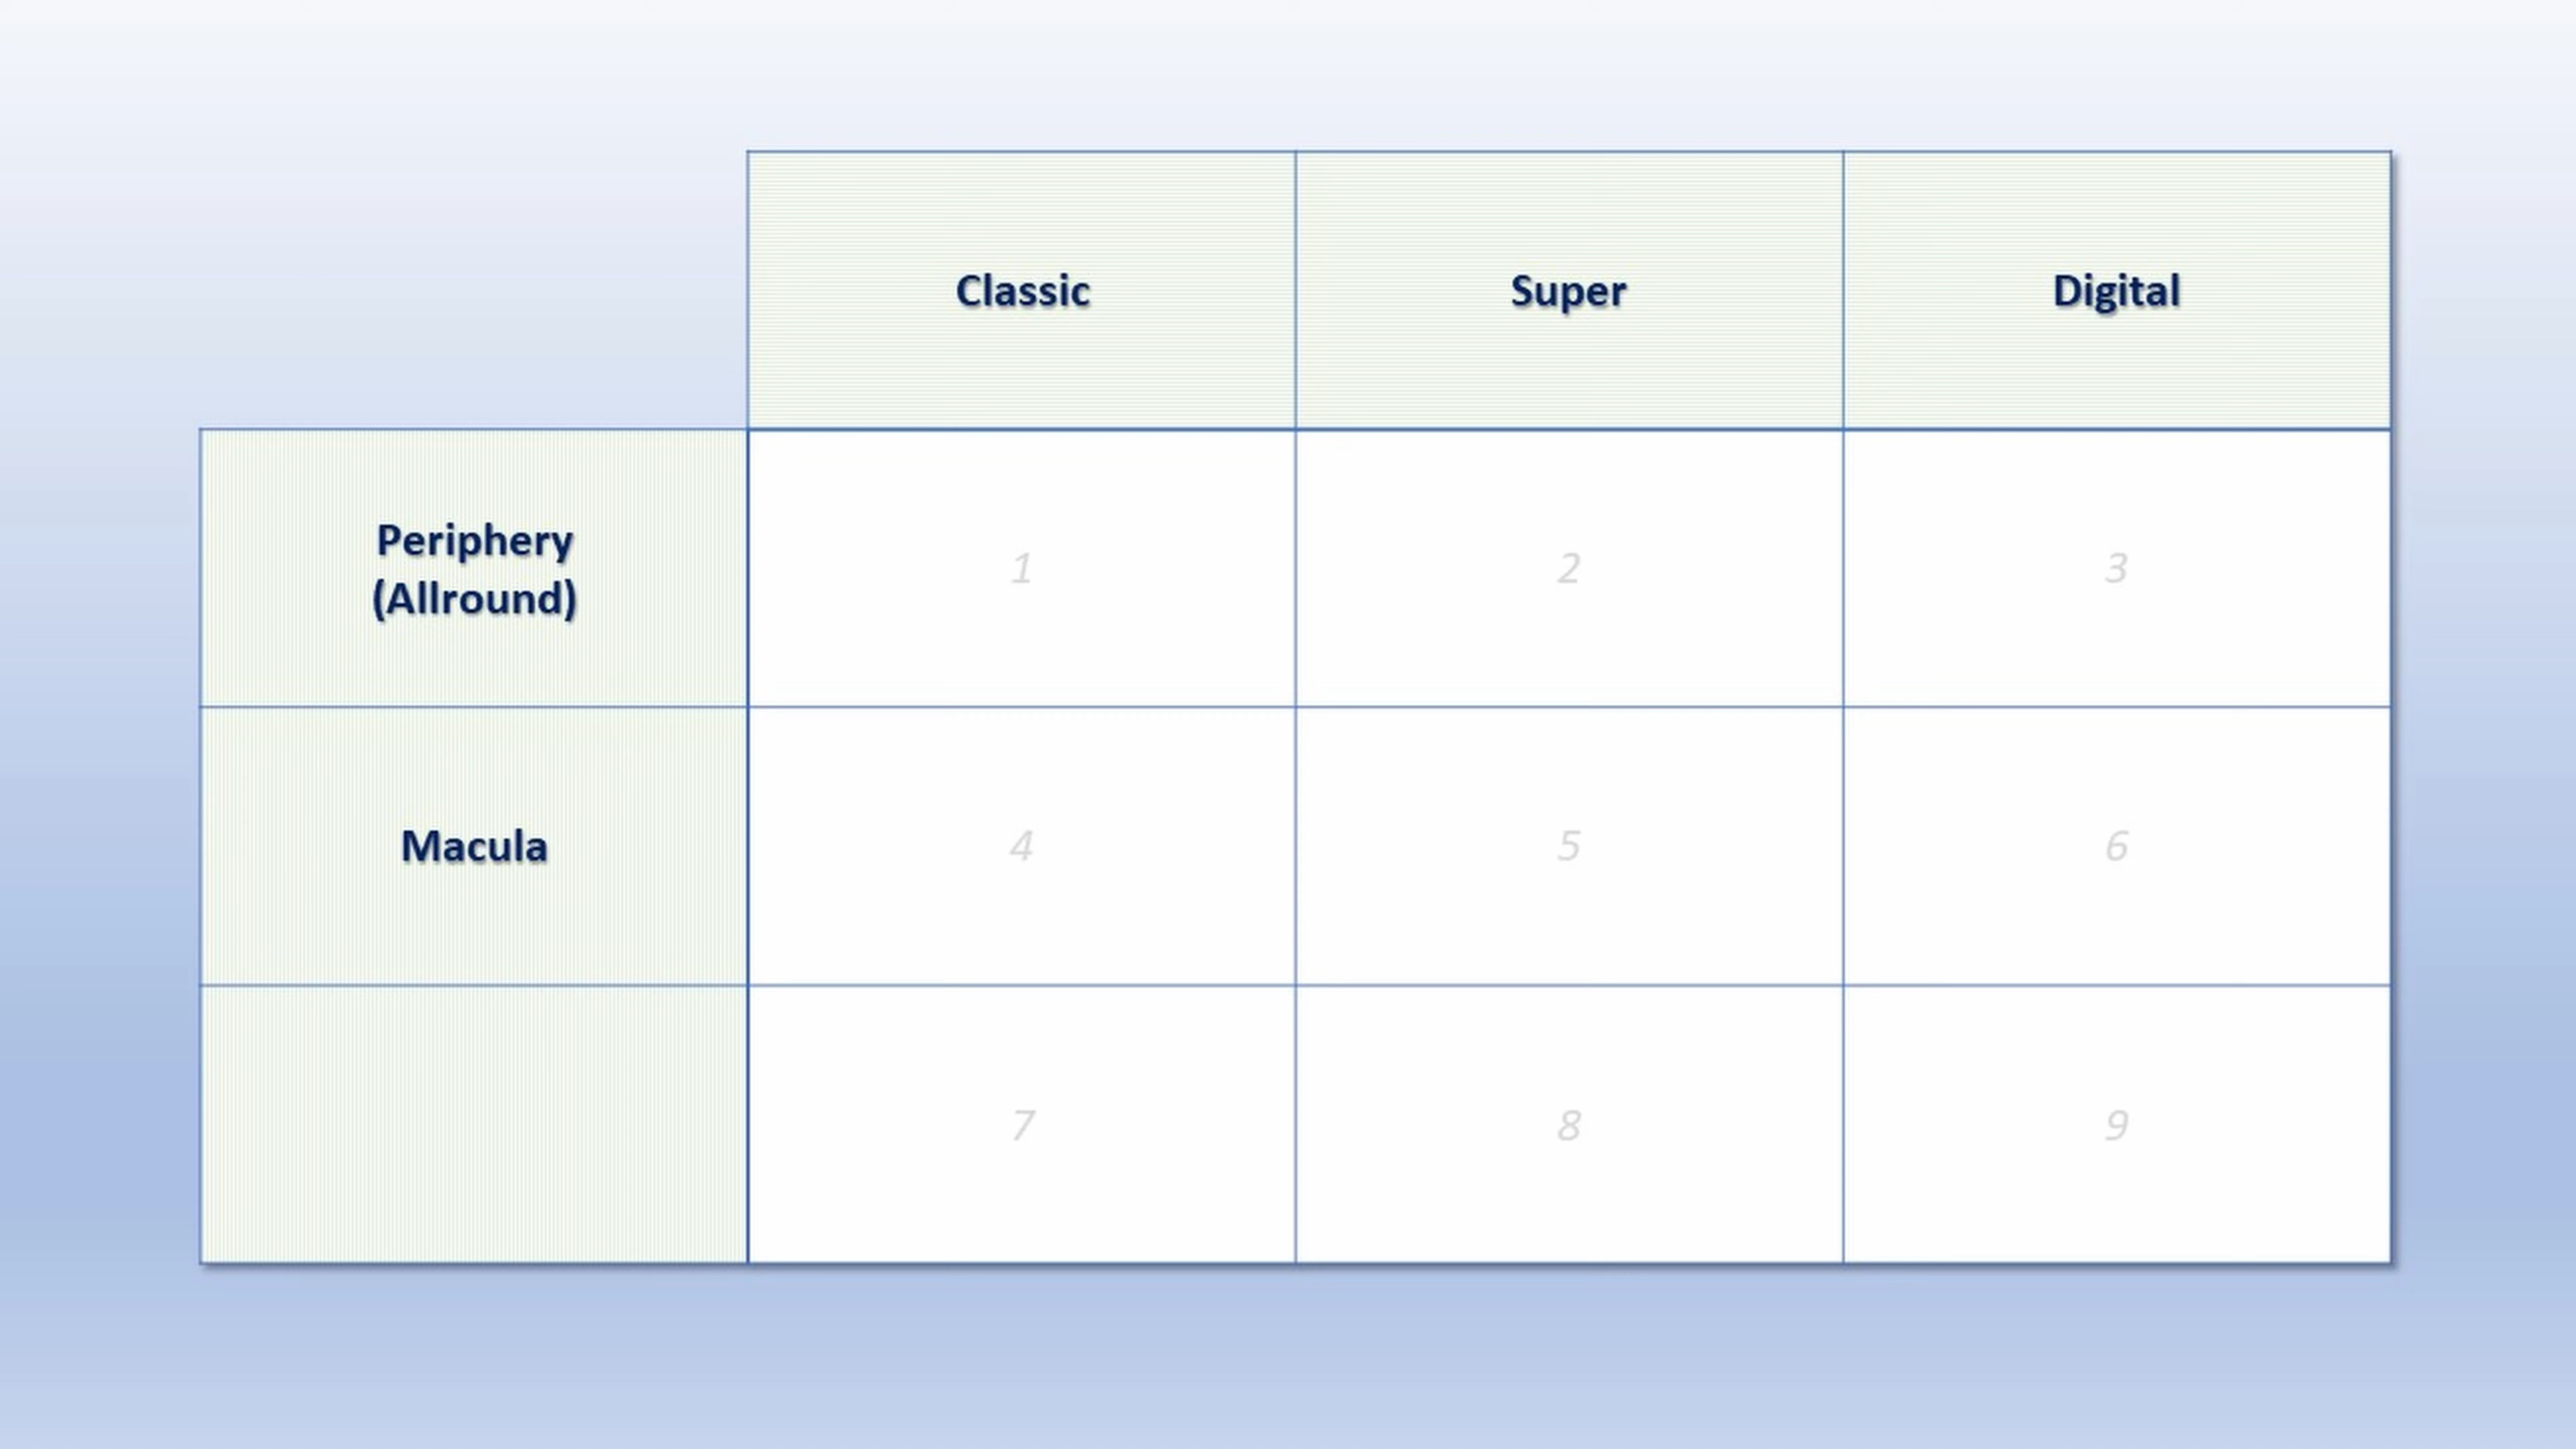 Classic Super Digital
Periphery
(Allround)
1 2 3
Macula
4 5 6
7 8 9